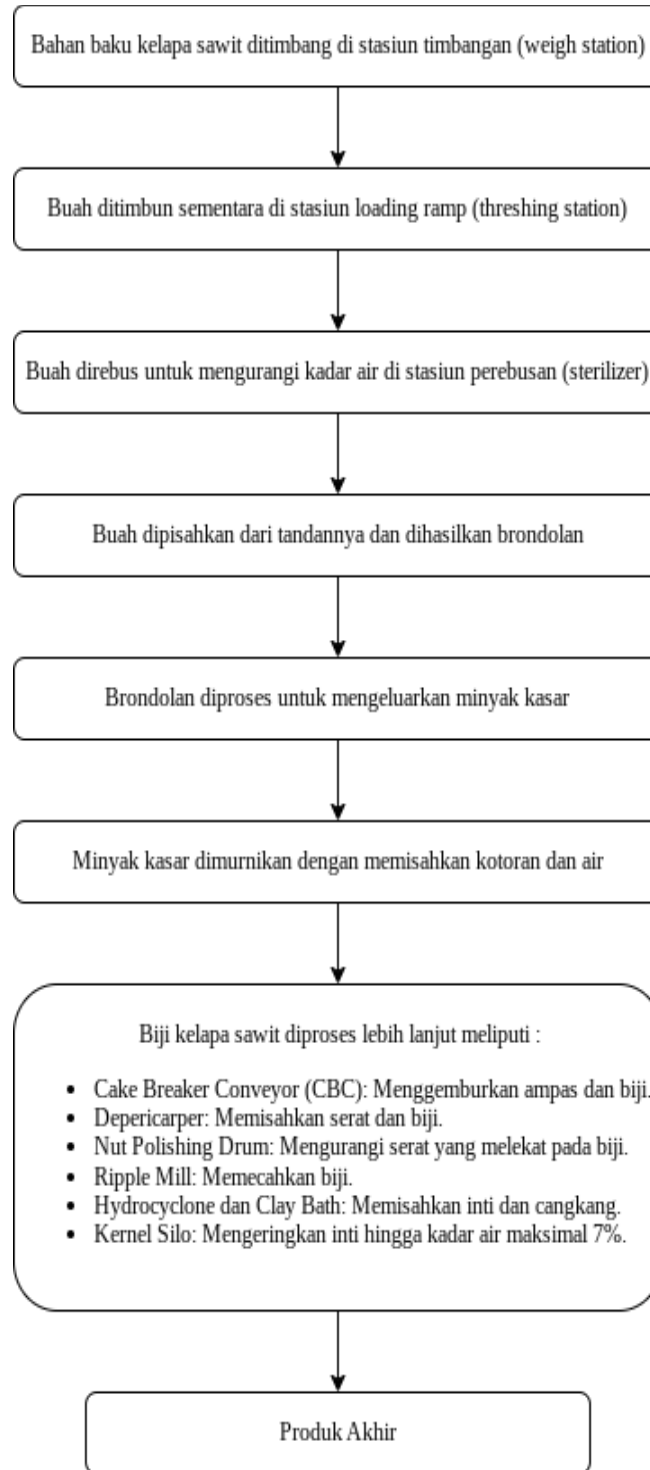 Bahan baku kelapa sawit ditimbang di stasiun timbangan (weigh station)
Buah ditimbun sementara di stasiun loading ramp (threshing station)
Buah direbus untuk mengurangi kadar air di stasiun perebusan (sterilizer)
Buah dipisahkan dari tandannya dan dihasilkan brondolan
Brondolan diproses untuk mengeluarkan minyak kasar
Minyak kasar dimurnikan dengan memisahkan kotoran dan air
Biji kelapa sawit diproses lebih lanjut meliputi :
• Cake Breaker Conveyor (CBC): Menggemburkan ampas dan biji.
• Depericarper: Memisahkan serat dan biji.
• Nut Polishing Drum: Mengurangi serat yang melekat pada biji.
• Ripple Mill: Memecahkan biji.
• Hydrocyclone dan Clay Bath: Memisahkan inti dan cangkang.
• Kernel Silo: Mengeringkan inti hingga kadar air maksimal 7%.
Produk Akhir